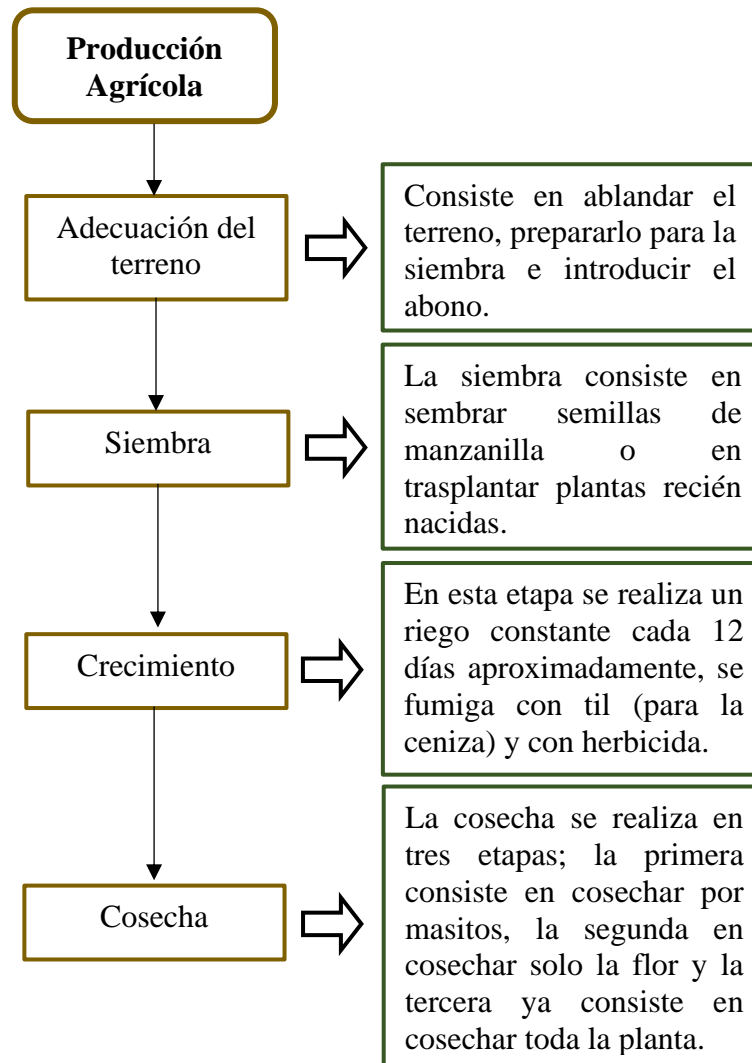 Producción
Agrícola
Adecuación del
terreno
Consiste en ablandar el
terreno, prepararlo para la
siembra e introducir el
abono.
Siembra
La siembra consiste en
sembrar semillas de
manzanilla o en
trasplantar plantas recién
nacidas.
Crecimiento
En esta etapa se realiza un
riego constante cada 12
días aproximadamente, se
fumiga con til (para la
ceniza) y con herbicida.
Cosecha
La cosecha se realiza en
tres etapas; la primera
consiste en cosechar por
masitos, la segunda en
cosechar solo la flor y la
tercera ya consiste en
cosechar toda la planta.